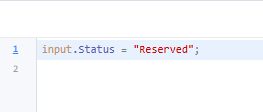 1 input.Status = "Reserved";
2